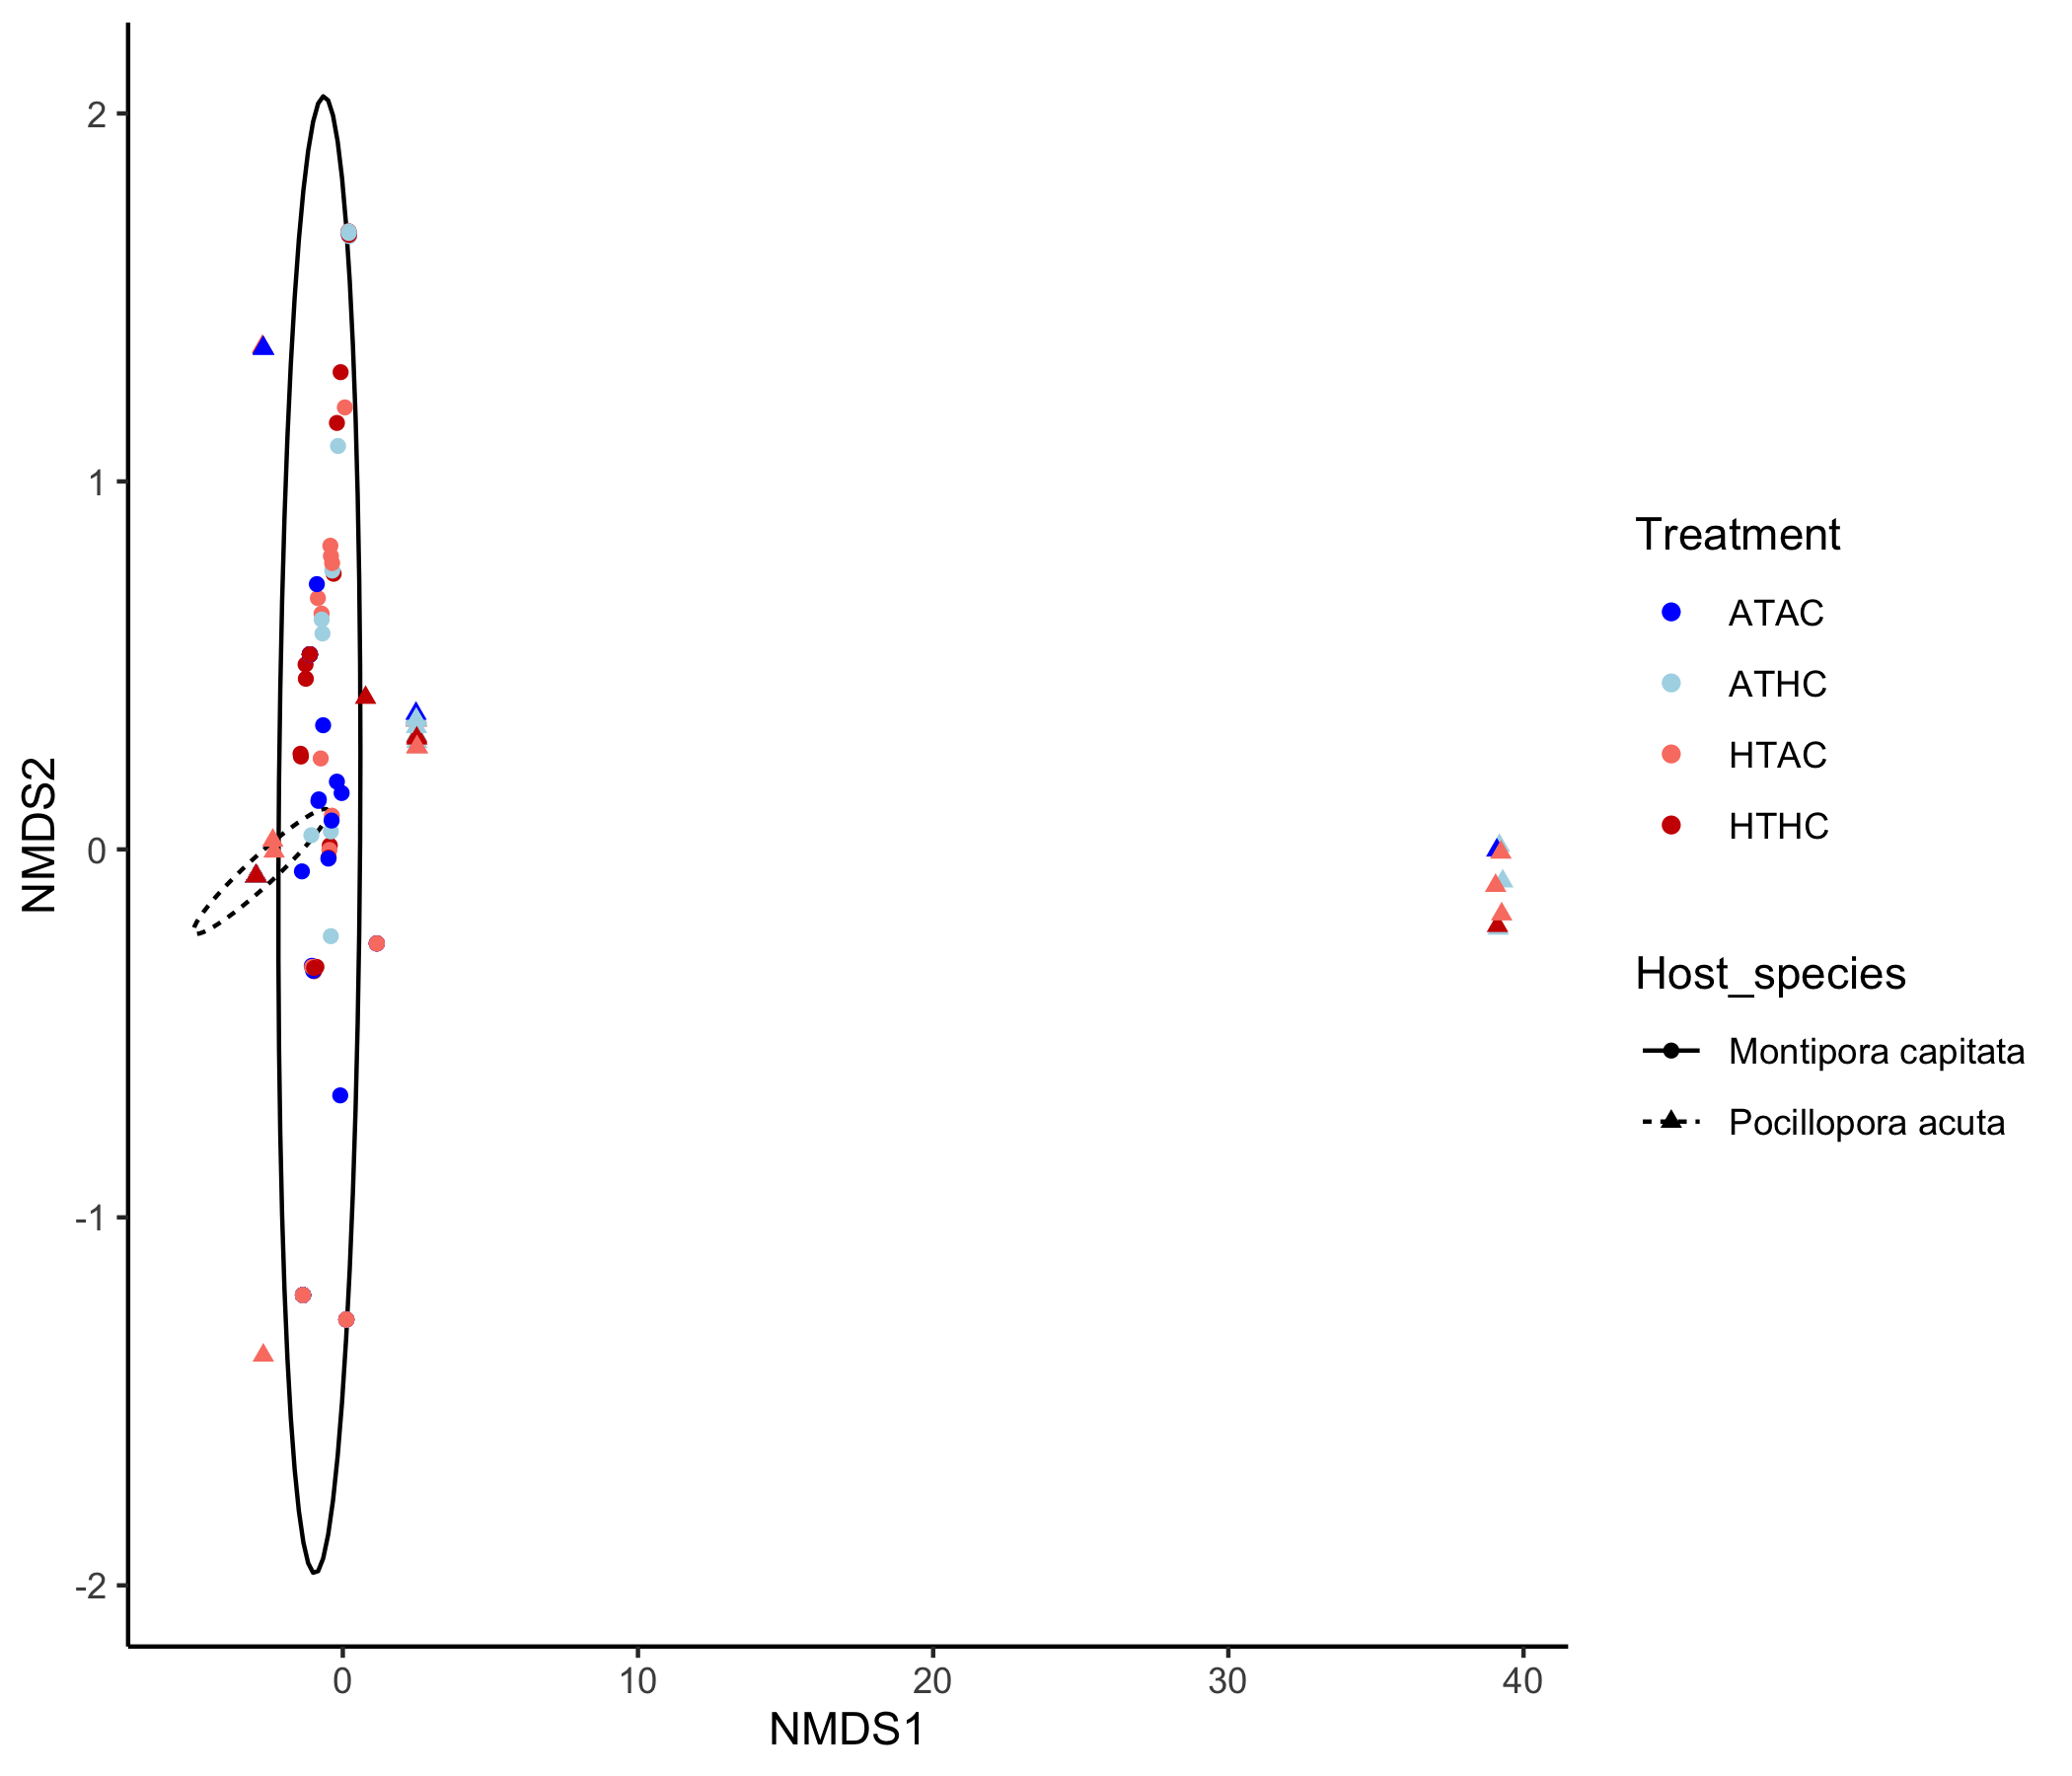 2
1
0
-1
-2
NMDS2
0
10
20
30
40
NMDS1
Treatment
ATAC
ATHC
HTAC
HTHC
Host_species
Montipora capitata
Pocillopora acuta